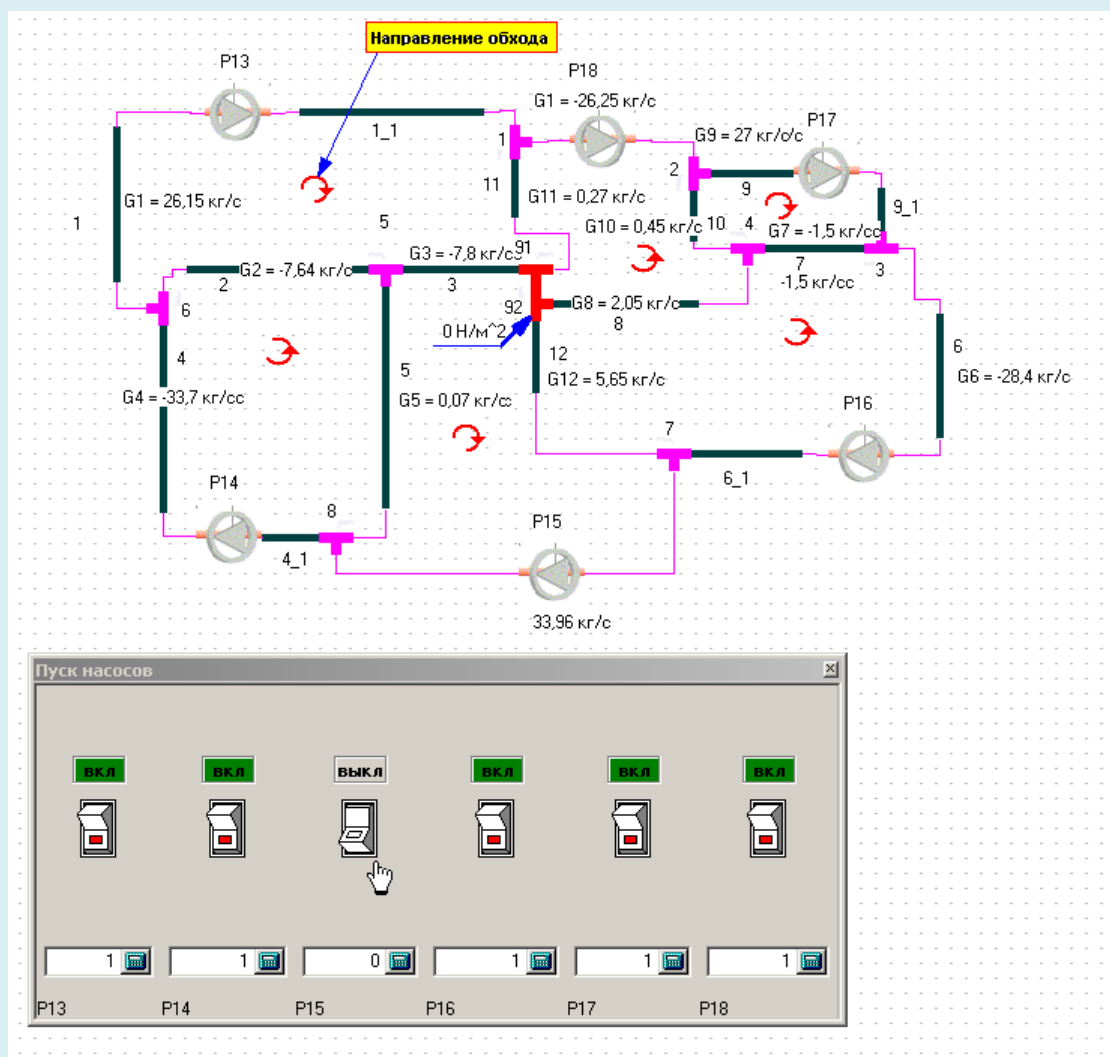 Направление обхода
P13
P18
G1 = -26,25 кг/с
P17
G9 = 27 кг/с/с
1_1
1
2
9
11
G1 = 26,15 кг/с
1
5
G11 = 0,27 кг/с
9_1
G10 = 0,45 кг/с
10
4
G7 = -1,5 кг/сс
G3 = -7,8 кг/с
91
7
3
G2 = -7,64 кг/с
2
3
-1,5 кг/сс
6
92
G8 = 2,05 кг/с
0 Н/м^2
8
4
12
6
5
G12 = 5,65 кг/с
G6 = -28,4 кг/с
G4 = -33,7 кг/сс
G5 = 0,07 кг/с
P16
7
6_1
P14
8
P15
4_1
33,96 кг/с
Пуск насосов
вкл
вкл
выкл
вкл
вкл
вкл
1
1
0
1
1
1
P13
P14
P15
P16
P17
P18